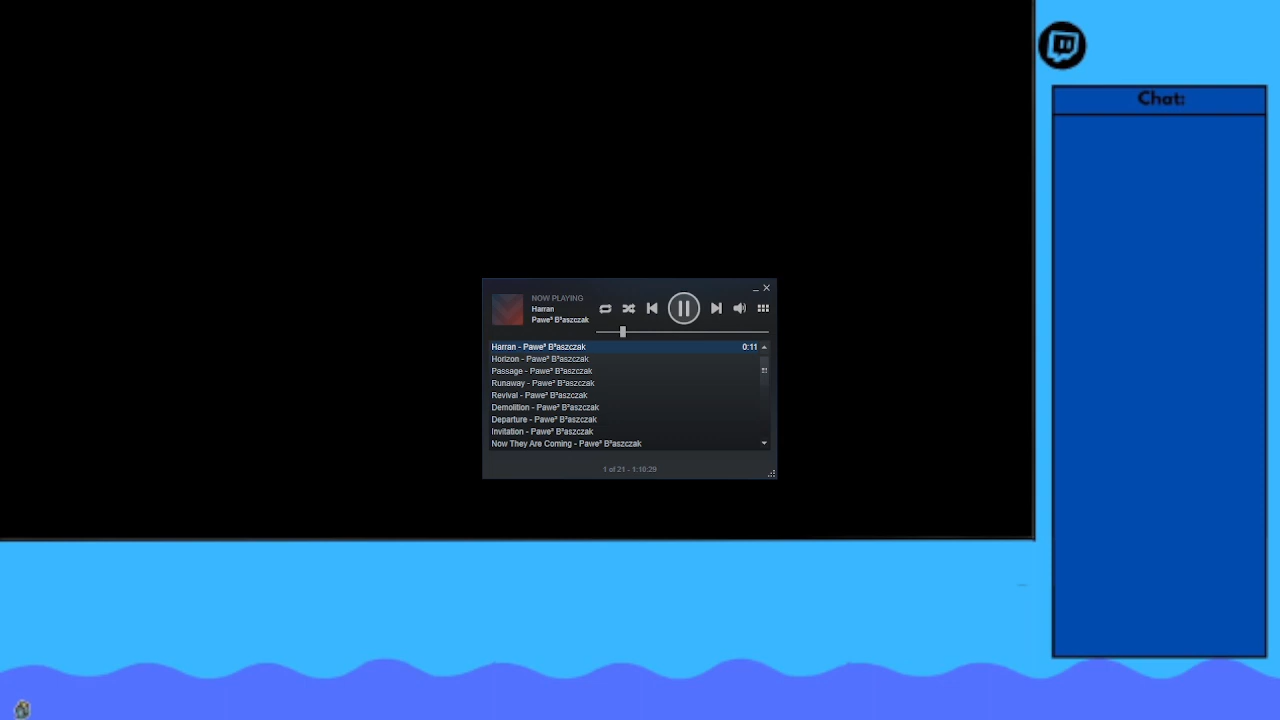 Chat:
NOW PLAYING
Harran
Pawe³ B³aszczak
Harran - Pawe³ B³aszczak 0:11
Horizon - Pawe³ B³aszczak
Passage - Pawe³ B³aszczak
Runaway - Pawe³ B³aszczak
Revival - Pawe³ B³aszczak
Demolition - Pawe³ B³aszczak
Departure - Pawe³ B³aszczak
Invitation - Pawe³ B³aszczak
Now They Are Coming - Pawe³ B³aszczak
1 of 21 - 1:10:29